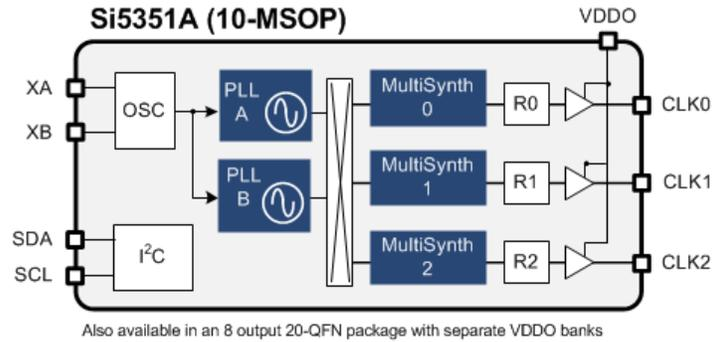 Si5351A (10-MSOP)
VDDO
XA
XB
OSC
PLL
A
PLL
B
MultiSynth
0
R0
CLK0
MultiSynth
1
R1
CLK1
MultiSynth
2
R2
CLK2
SDA
SCL
I²C
Also available in an 8 output 20-QFN package with separate VDDO banks